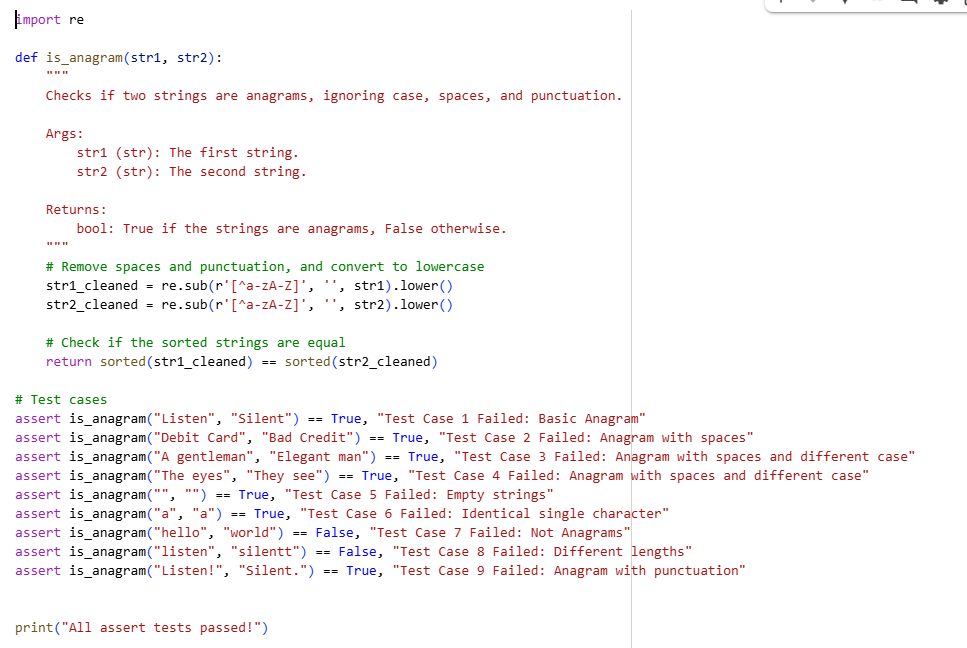 import re
def is_anagram(str1, str2):
"""
Checks if two strings are anagrams, ignoring case, spaces, and punctuation.
Args:
str1 (str): The first string.
str2 (str): The second string.
Returns:
bool: True if the strings are anagrams, False otherwise.
"""
# Remove spaces and punctuation, and convert to lowercase
str1_cleaned = re.sub(r'[^a-zA-Z]', '', str1).lower()
str2_cleaned = re.sub(r'[^a-zA-Z]', '', str2).lower()
# Check if the sorted strings are equal
return sorted(str1_cleaned) == sorted(str2_cleaned)
# Test cases
assert is_anagram("Listen", "Silent") == True, "Test Case 1 Failed: Basic Anagram"
assert is_anagram("Debit Card", "Bad Credit") == True, "Test Case 2 Failed: Anagram with spaces"
assert is_anagram("A gentleman", "Elegant man") == True, "Test Case 3 Failed: Anagram with spaces and different case"
assert is_anagram("The eyes", "They see") == True, "Test Case 4 Failed: Anagram with spaces and different case"
assert is_anagram("", "") == True, "Test Case 5 Failed: Empty strings"
assert is_anagram("a", "a") == True, "Test Case 6 Failed: Identical single character"
assert is_anagram("hello", "world") == False, "Test Case 7 Failed: Not Anagrams"
assert is_anagram("listen", "silentt") == False, "Test Case 8 Failed: Different lengths"
assert is_anagram("Listen!", "Silent.") == True, "Test Case 9 Failed: Anagram with punctuation"
print("All assert tests passed!")